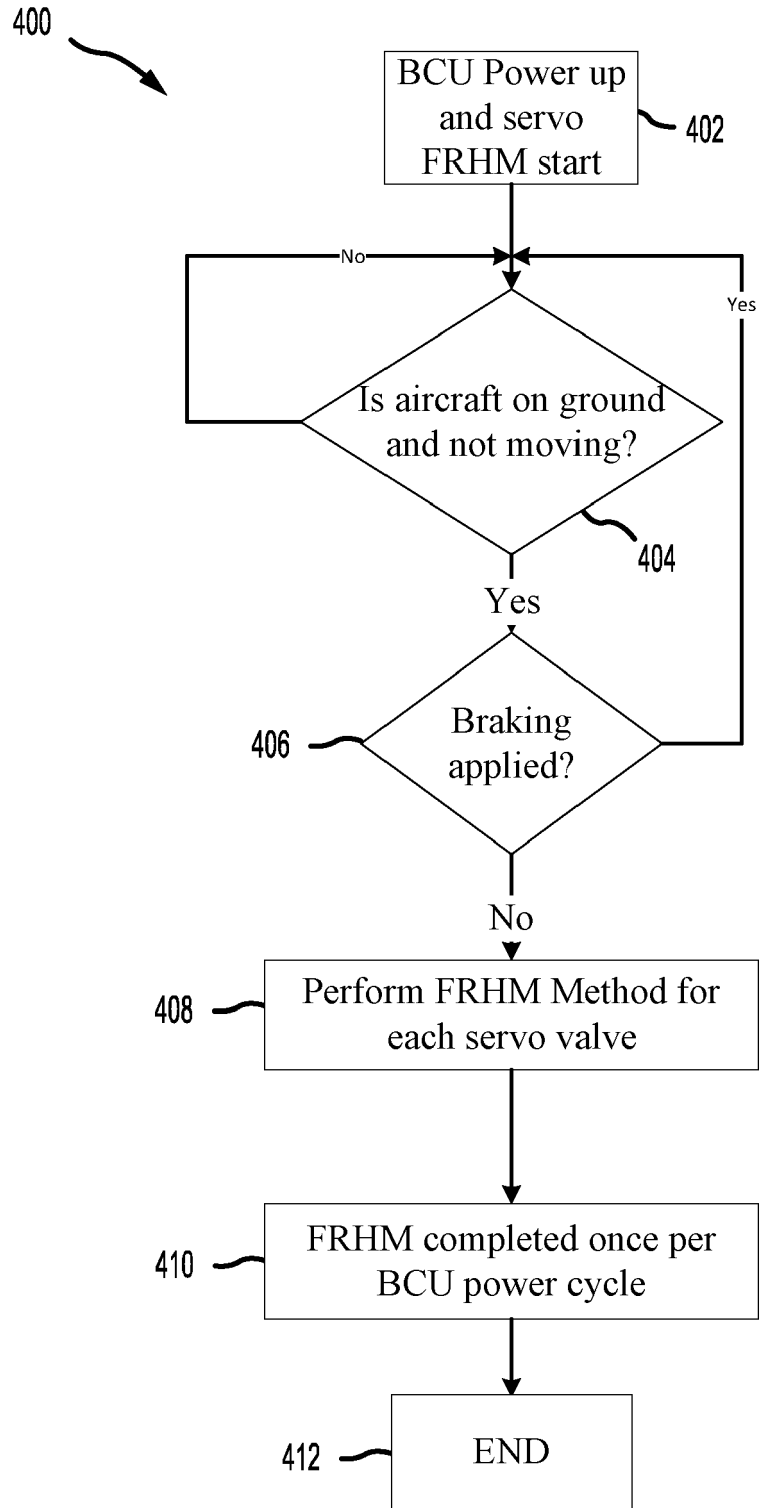 400
BCU Power up
and servo
FRHM start
402
No
Yes
Is aircraft on ground
and not moving?
404
Yes
406
Braking
applied?
No
408
Perform FRHM Method for
each servo valve
410
FRHM completed once per
BCU power cycle
412
END